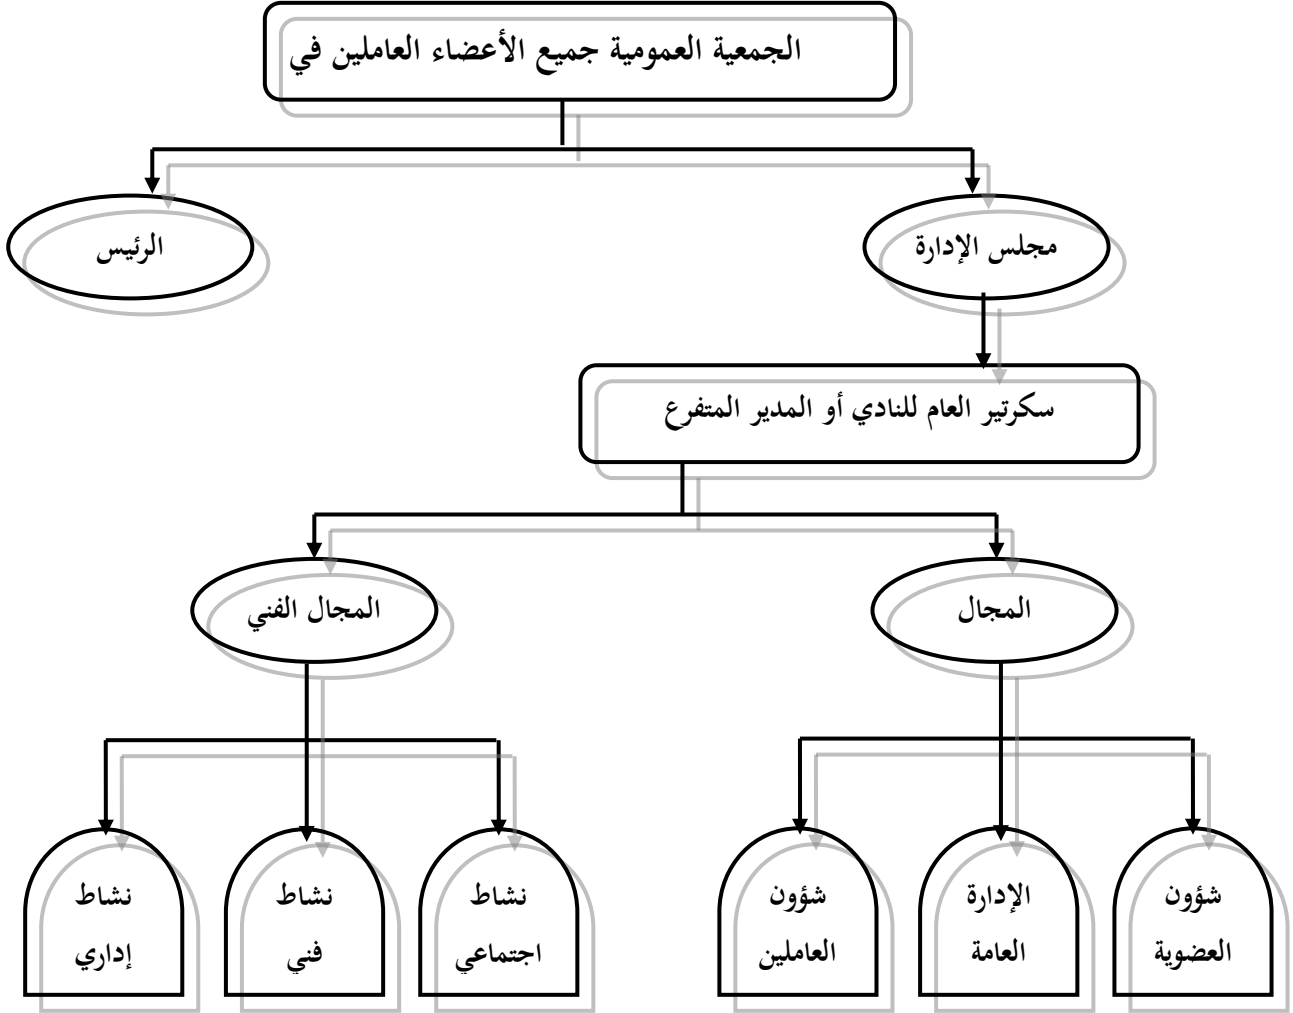 الجمعية العمومية جميع الأعضاء العاملين في
مجلس الإدارة
الرئيس
سكرتير العام للنادي أو المدير المتفرع
المجال
المجال الفني
شؤون
العضوية
الإدارة
العامة
شؤون
العاملين
نشاط
اجتماعي
نشاط
فني
نشاط
إداري